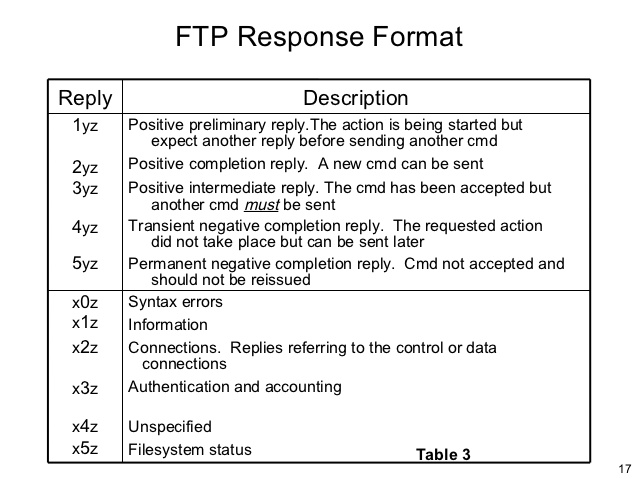 FTP Response Format
Reply Description
1yz Positive preliminary reply.The action is being started but
expect another reply before sending another cmd
2yz Positive completion reply. A new cmd can be sent
3yz Positive intermediate reply. The cmd has been accepted but
another cmd must be sent
4yz Transient negative completion reply. The requested action
did not take place but can be sent later
5yz Permanent negative completion reply. Cmd not accepted and
should not be reissued
x0z Syntax errors
x1z Information
x2z Connections. Replies referring to the control or data
connections
x3z Authentication and accounting
x4z Unspecified
x5z Filesystem status
Table 3
17